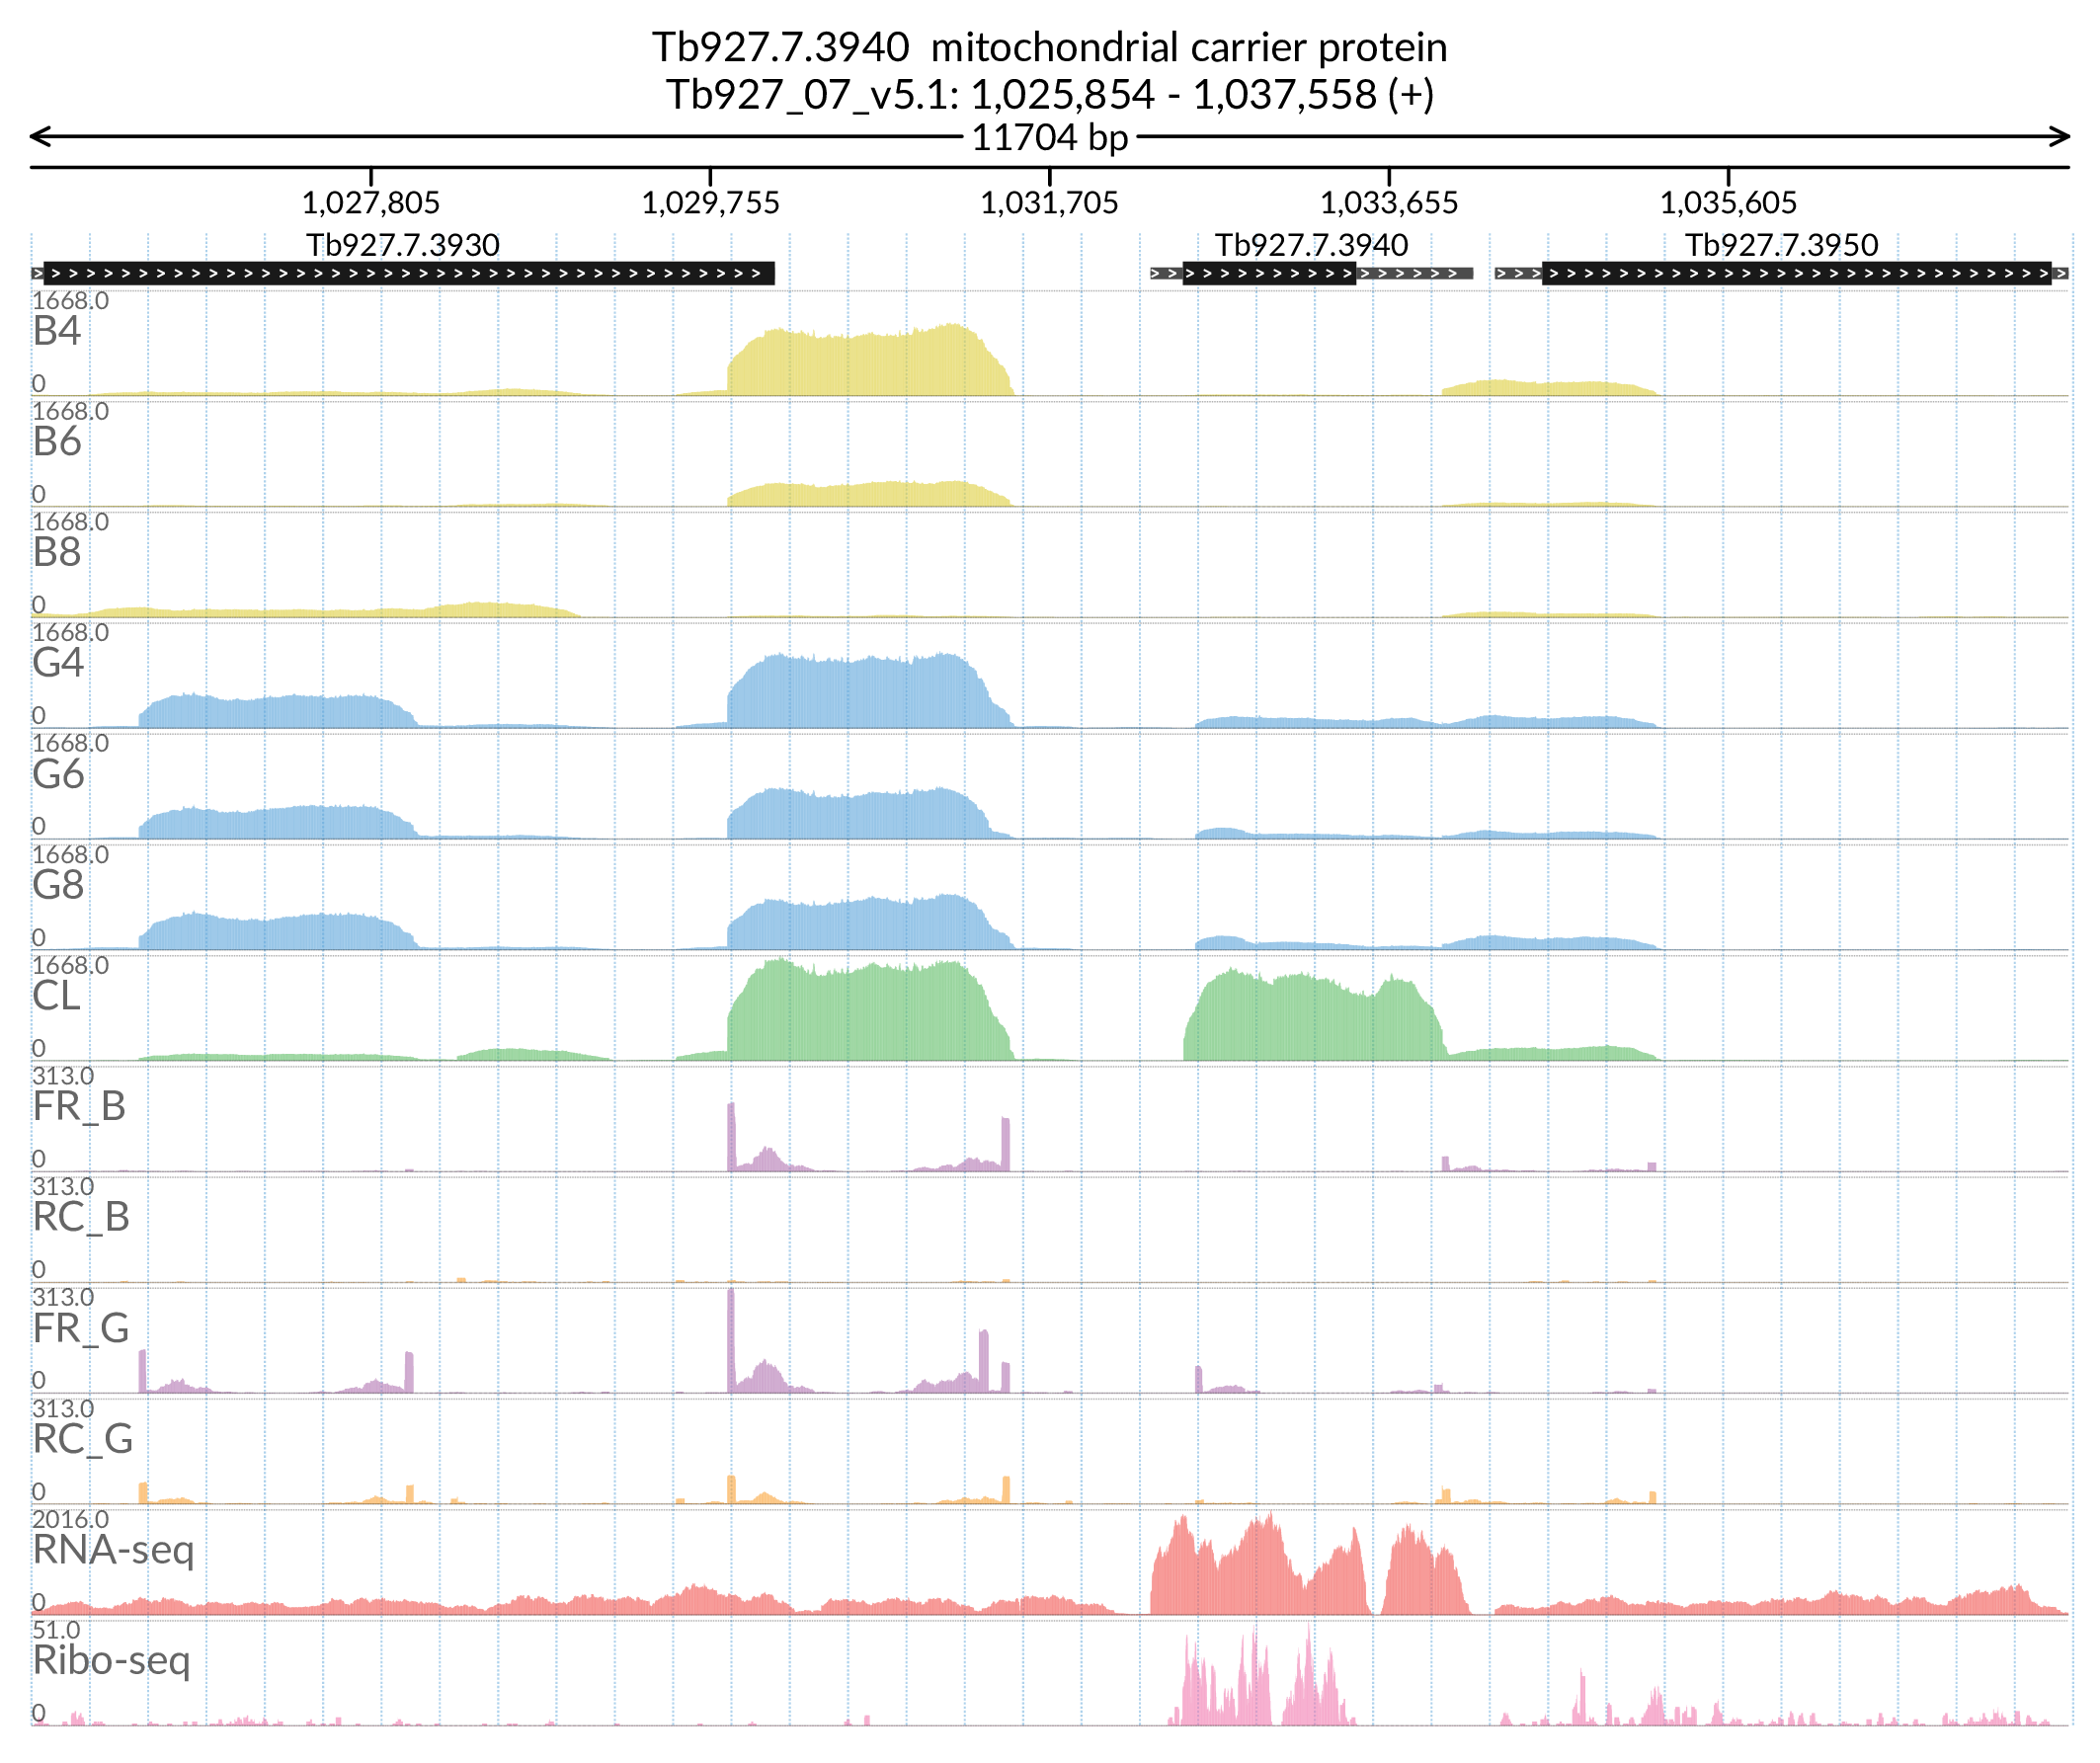 Tb927.7.3940 mitochondrial carrier protein
Tb927_07_v5.1: 1,025,854 - 1,037,558 (+)
11704 bp
1,027,805 1,029,755 1,031,705 1,033,655 1,035,605
Tb927.7.3930 Tb927.7.3940 Tb927.7.3950
1668.0
B4
0
1668.0
B6
0
1668.0
B8
0
1668.0
G4
0
1668.0
G6
0
1668.0
G8
0
1668.0
CL
0
313.0
FR_B
0
313.0
RC_B
0
313.0
FR_G
0
313.0
RC_G
0
2016.0
RNA-seq
0
51.0
Ribo-seq
0